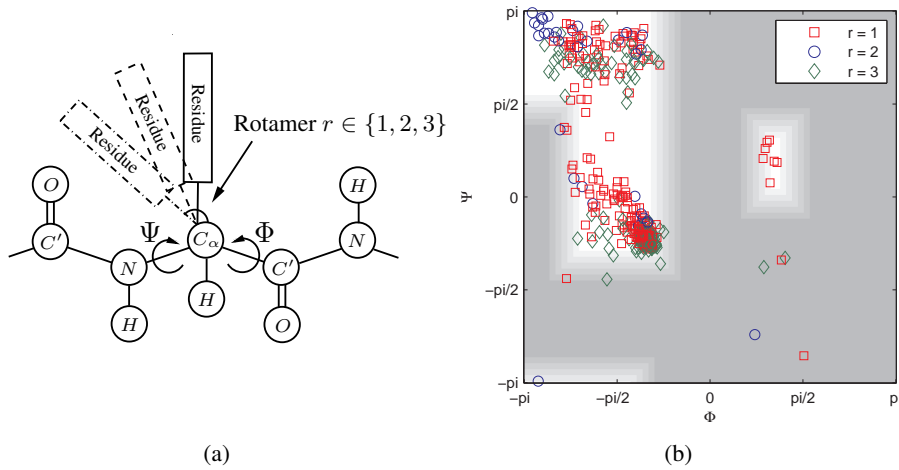 Residue
Residue
Residue
Rotamer r ∈ {1, 2, 3}
O
H
Ψ
Φ
C′
N
Cα
C′
N
H
H
O
(a)
pi
pi/2
0
−pi/2
−pi
Ψ
r = 1
r = 2
r = 3
−pi
−pi/2
0
pi/2
p
Φ
(b)